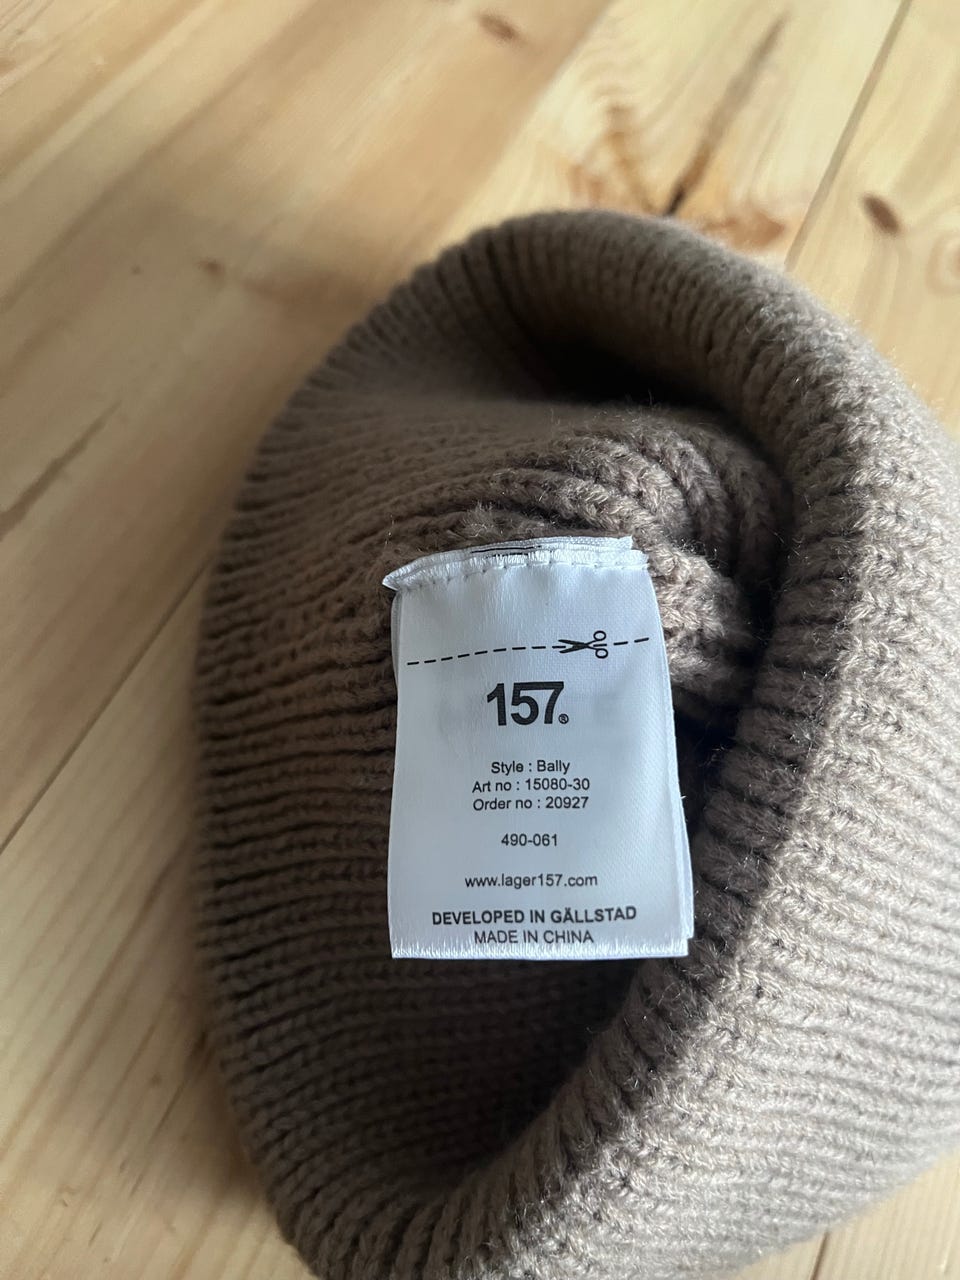 157®
Style : Bally
Art no : 15080-30
Order no : 20927
490-061
www.lager157.com
DEVELOPED IN GÄLLSTAD
MADE IN CHINA